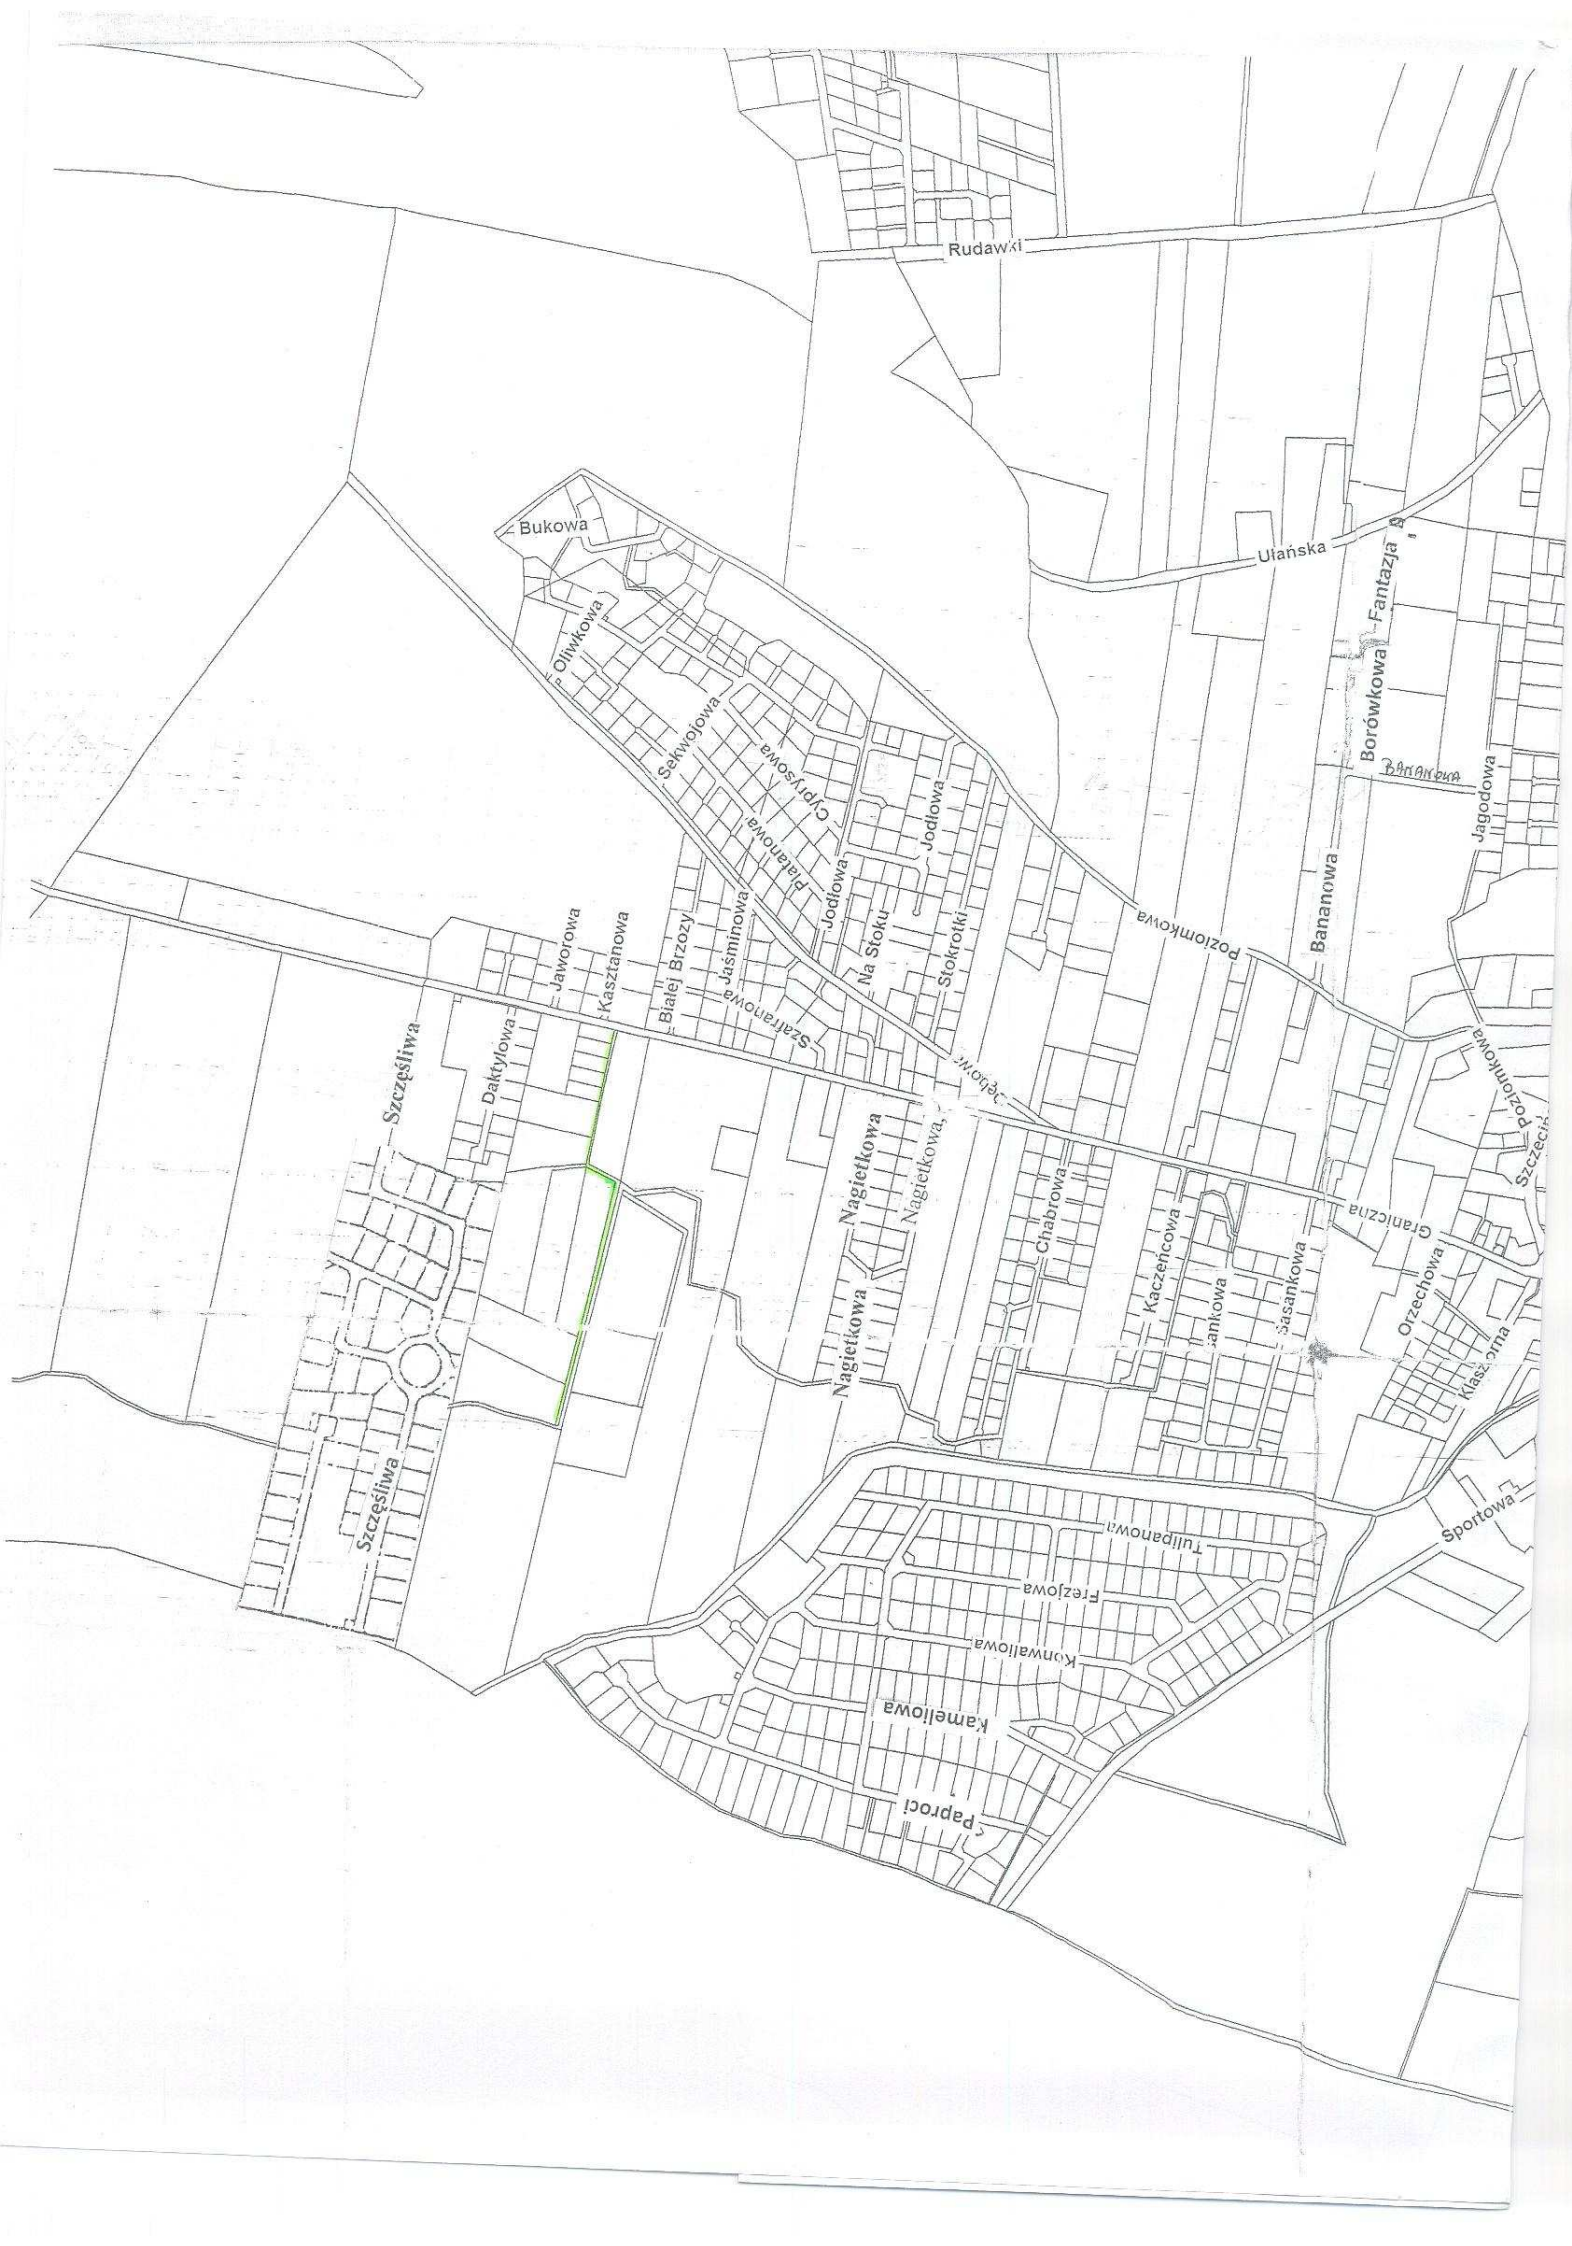 Rudawki
Bukowa
Ułańska
Fantazja
Oliwkowa
Borówkowa
Sekwojowa
Cyprysowa
BANANOWA
Jagodowa
Jodłowa
Platanowa
Jodłowa
Bananowa
Poziomkowa
Jaworowa
Kasztanowa
Białej Brzozy
Jaśminowa
Na Stoku
Stokrotki
Szafranowa
Szczęśliwa
Daktylowa
Poziomkowa
Nagietkowa
Nagietkowa,
Chabrowa
Kaczeńcowa
Graniczna
Sasankowa
Orzechowa
Nagietkowa
Klasztorna
Szczęśliwa
Sportowa
Tulipanowa
Frezjowa
Konwaliowa
Kameliowa
Paproci